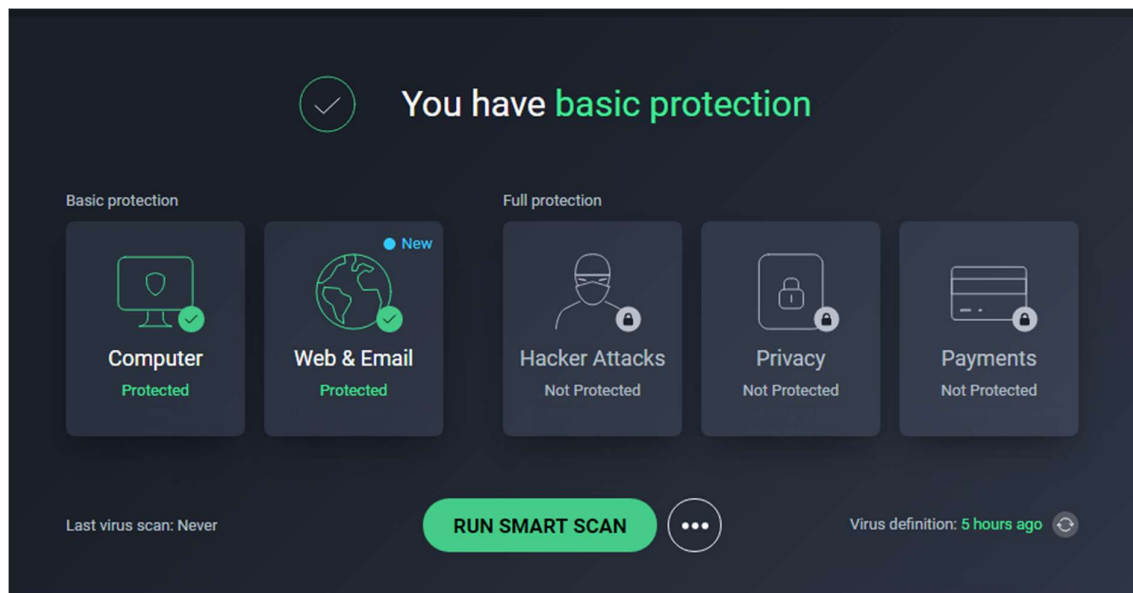 You have basic protection
Basic protection
Full protection
New
Computer
Protected
Web & Email
Protected
Hacker Attacks
Not Protected
Privacy
Not Protected
Payments
Not Protected
Last virus scan: Never
RUN SMART SCAN
Virus definition: 5 hours ago